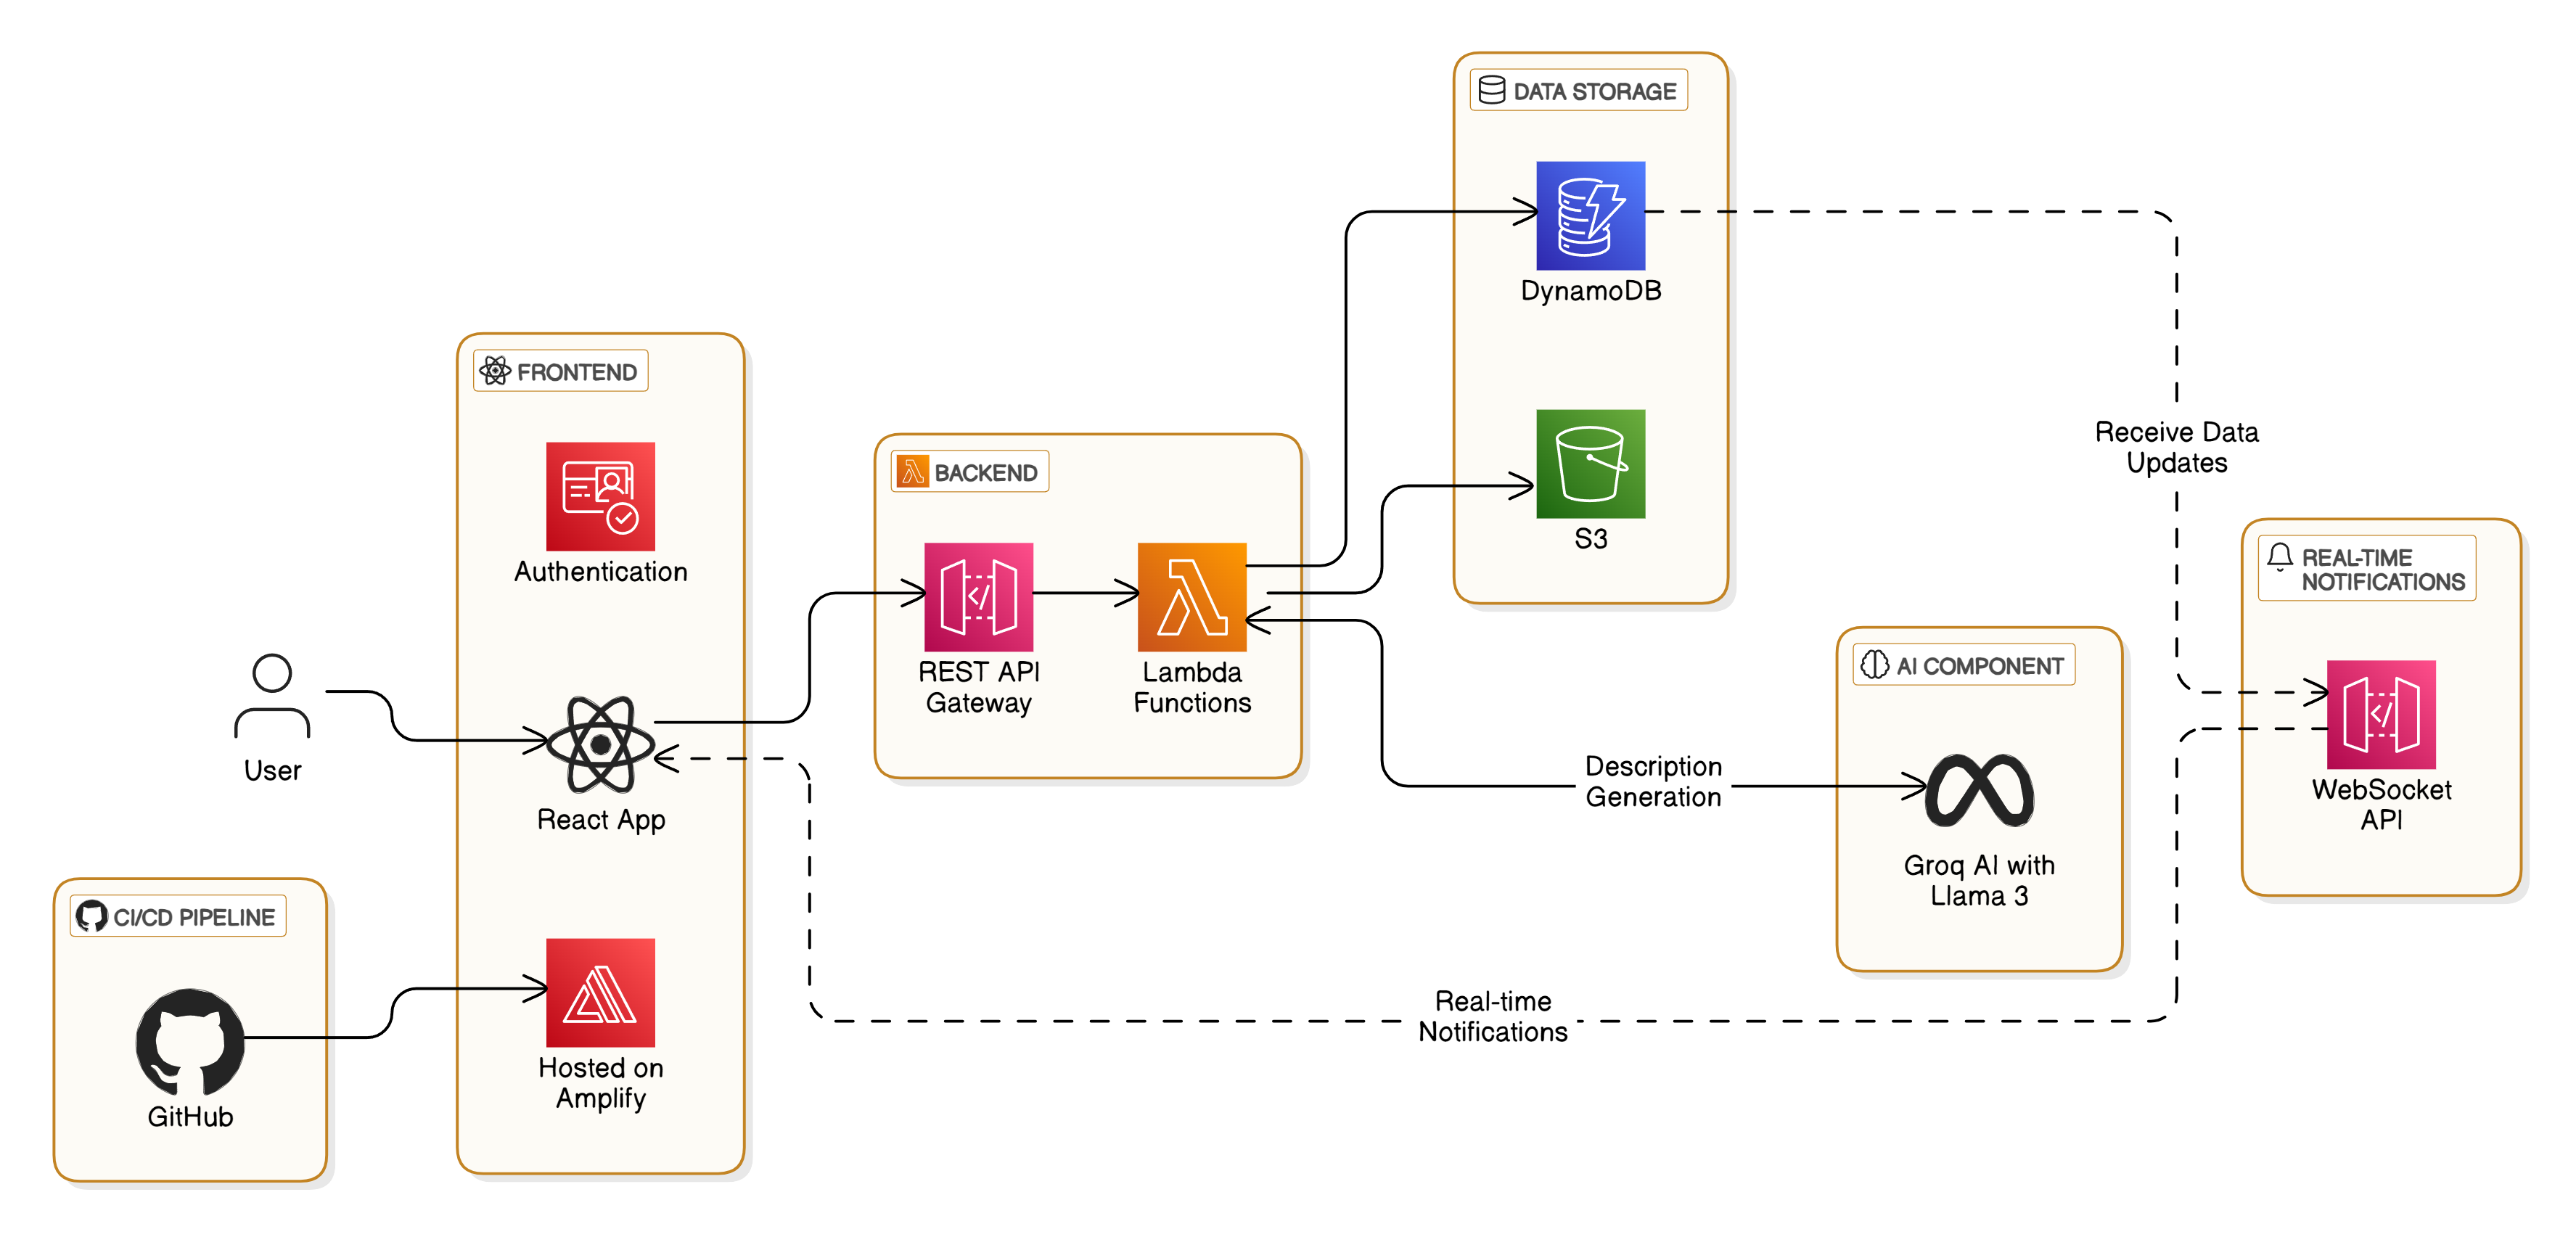 DATA STORAGE
DynamoDB
S3
FRONTEND
Authentication
React App
Hosted on
Amplify
BACKEND
REST API
Gateway
Lambda
Functions
User
CI/CD PIPELINE
GitHub
Receive Data
Updates
REAL-TIME
NOTIFICATIONS
WebSocket
API
AI COMPONENT
Groq AI with
Llama 3
Description
Generation
Real-time
Notifications